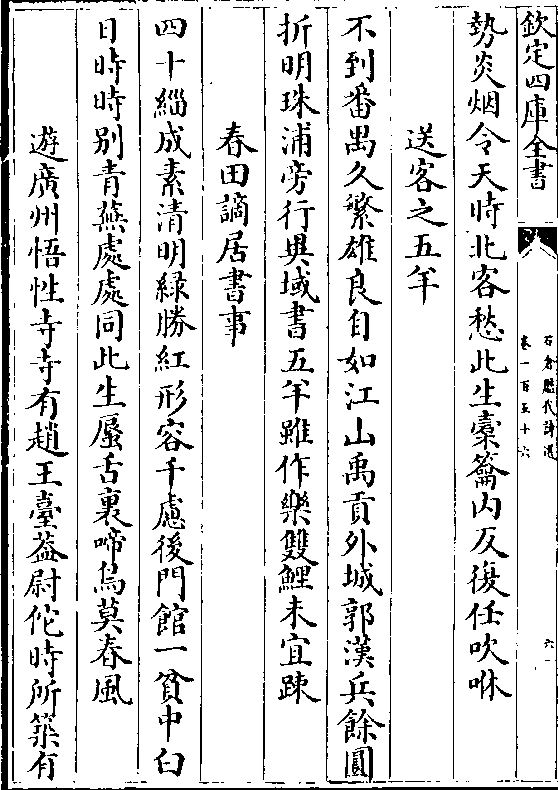 欽定四庫全書
石倉歷代詩選
卷一百五十六
六
勢炎烟令天時北客愁此生橐籥内反復任吹咻
送客之五年
不到番禺久繁雄良自如江山禹貢外城郭漢兵餘圓
折明珠浦旁行異域書五年雖作樂雙鯉未宜踈
春田謫居書事
四十緇成素清明緑勝紅形容千慮後門館一貧中白
日時時别青蕪處處同此生蜃舌裏啼鳥莫春風
遊廣州悟性寺寺有趙王臺葢尉佗時所築有